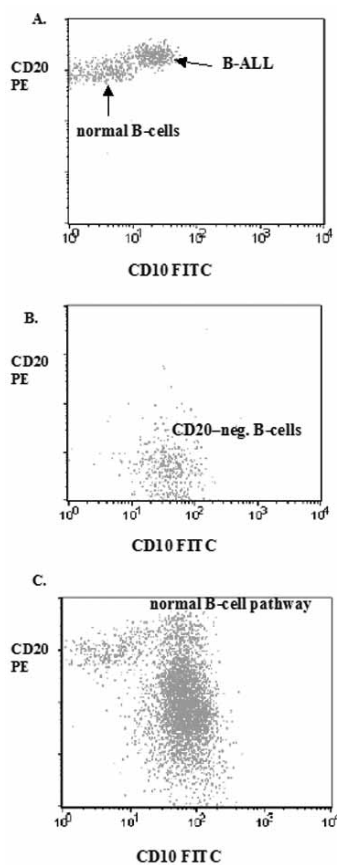 A.
CD20
PE
B-ALL
normal B-cells
10⁰ 10¹ 10² 10³ 10⁴
CD10 FITC
B.
CD20
PE
CD20–neg. B-cells
10⁰ 10¹ 10² 10³ 10⁴
CD10 FITC
C.
normal B-cell pathway
CD20
PE
10⁰ 10¹ 10² 10³ 10⁴
CD10 FITC